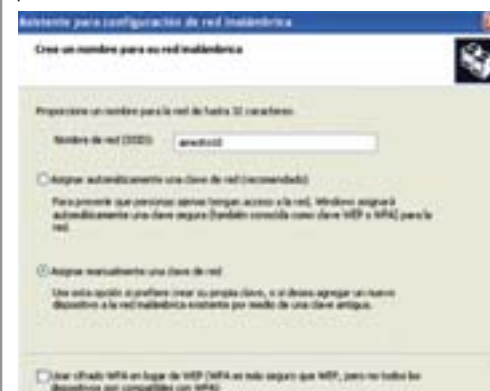 Asistente para configuración de red inalámbrica
Cree un nombre para su red inalámbrica
Proporcione un nombre para la red de hasta 32 caracteres.
Nombre de red (SSID):
Asignar automáticamente una clave de red (recomendado)
Para prevenir que personas ajenas tengan acceso a la red, Windows asignará
automáticamente una clave segura (también conocida como clave WEP o WPA) para la
red.
Asignar manualmente una clave de red
Use esta opción si prefiere crear su propia clave, o si desea agregar un nuevo
dispositivo a la red inalámbrica existente por medio de una clave antigua.
Usar cifrado WPA en lugar de WEP (WPA es más seguro que WEP, pero no todos los
dispositivos son compatibles con WPA)